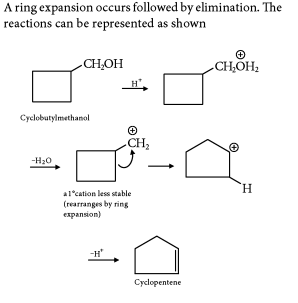 A ring expansion occurs followed by elimination. The
reactions can be represented as shown
CH₂OH
H⁺
⊕
CH₂OH₂
Cyclobutylmethanol
–H₂O
⊕
CH₂
⊕
H
a 1° cation less stable
(rearranges by ring
expansion)
–H⁺
Cyclopentene